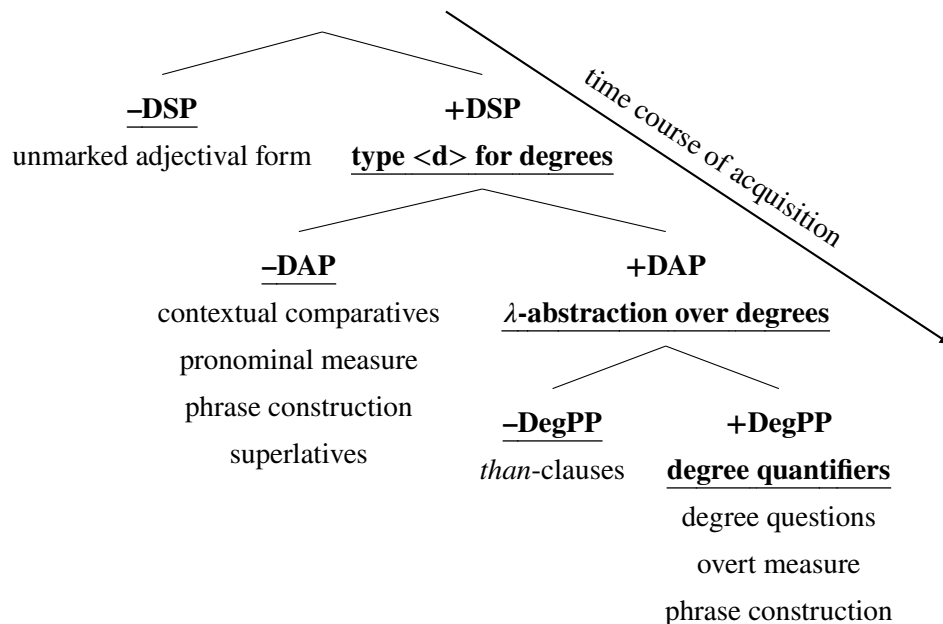 time course of acquisition
–DSP
unmarked adjectival form
+DSP
type <d> for degrees
–DAP
contextual comparatives
pronominal measure
phrase construction
superlatives
+DAP
λ-abstraction over degrees
–DegPP
than-clauses
+DegPP
degree quantifiers
degree questions
overt measure
phrase construction